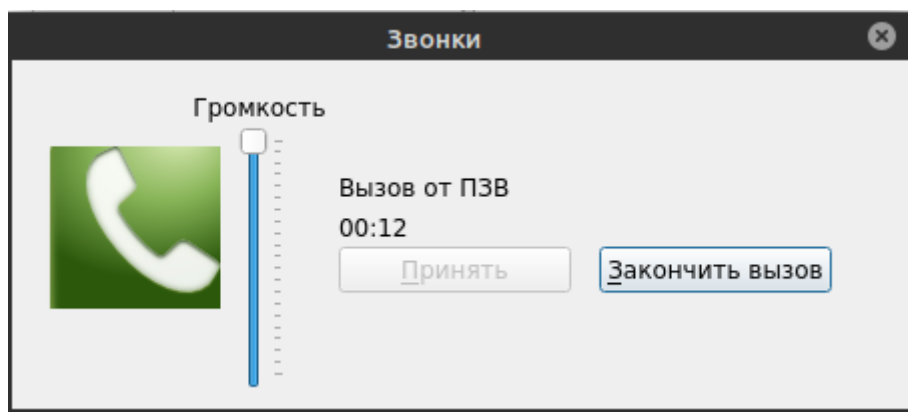 Звонки
Громкость
Вызов от ПЗВ
00:12
Принять
Закончить вызов